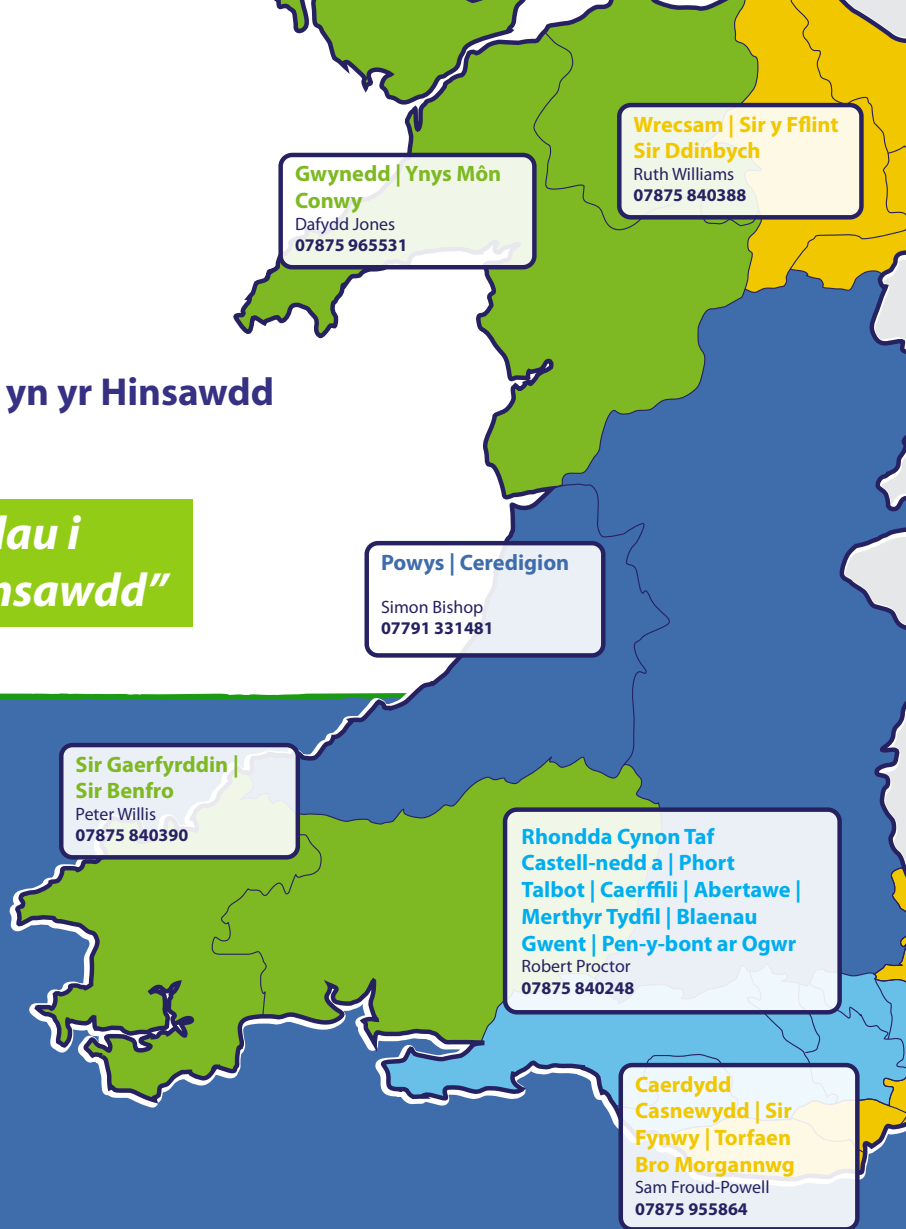 Wrecsam | Sir y Fflint
Sir Ddinbych
Ruth Williams
07875 840388
Gwynedd | Ynys Môn
Conwy
Dafydd Jones
07875 965531
yn yr Hinsawdd
lau i
nsawdd”
Powys | Ceredigion
Simon Bishop
07791 331481
Sir Gaerfyrddin |
Sir Benfro
Peter Willis
07875 840390
Rhondda Cynon Taf
Castell-nedd a | Phort
Talbot | Caerffili | Abertawe |
Merthyr Tydfil | Blaenau
Gwent | Pen-y-bont ar Ogwr
Robert Proctor
07875 840248
Caerdydd
Casnewydd | Sir
Fynwy | Torfaen
Bro Morgannwg
Sam Froud-Powell
07875 955864